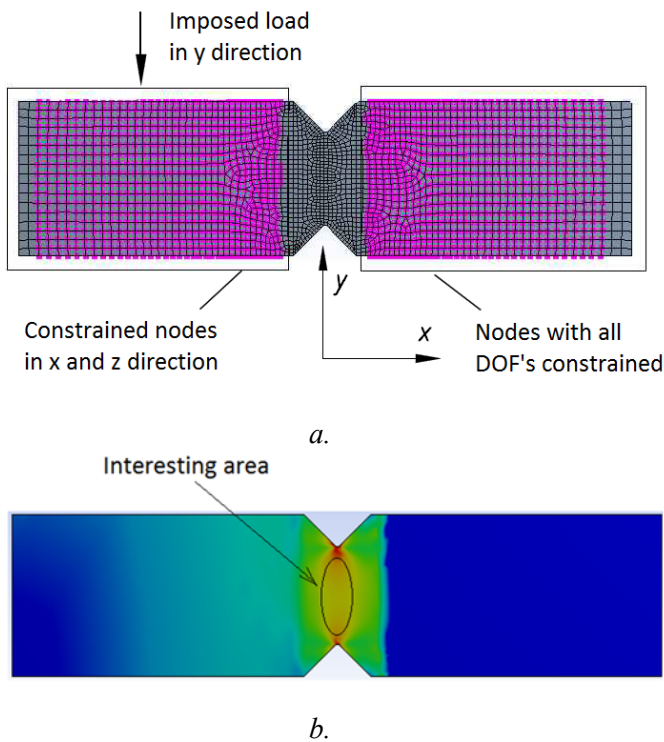 Imposed load
in y direction
y
x
Constrained nodes
in x and z direction
Nodes with all
DOF's constrained
a.
Interesting area
b.